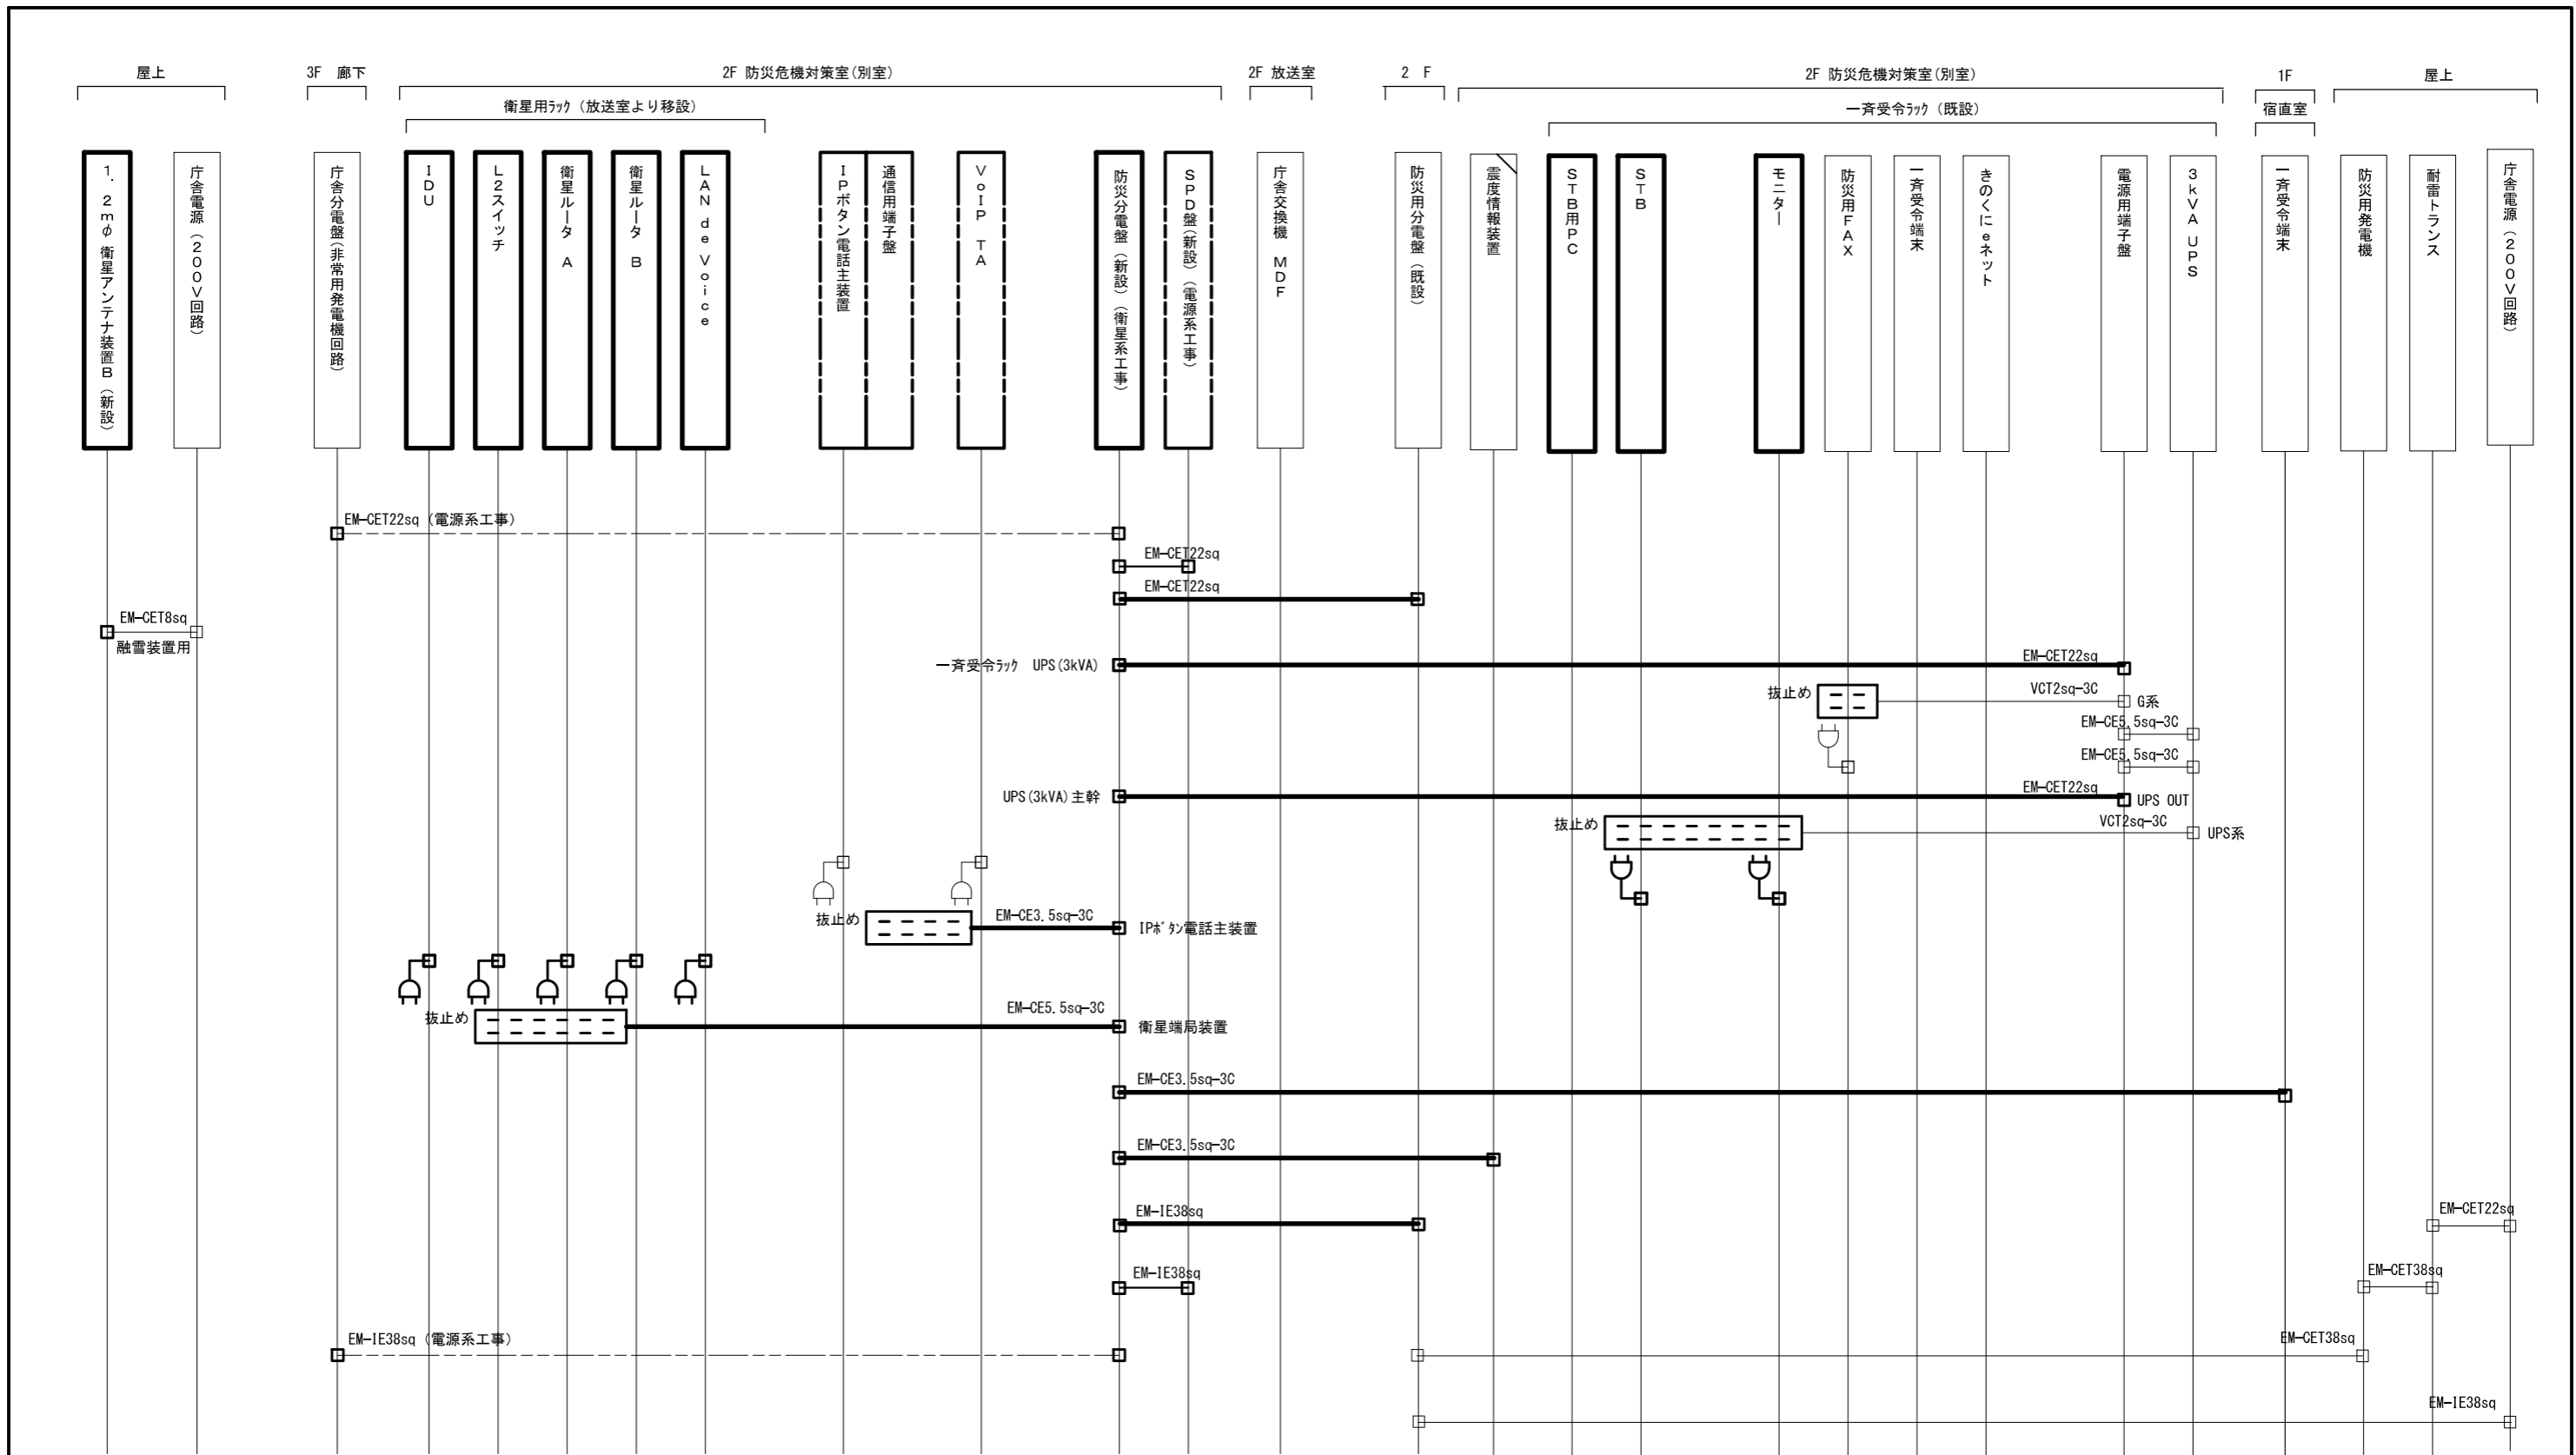 屋上
3F 廊下
2F 防災危機対策室(別室)
2F 放送室
2 F
2F 防災危機対策室(別室)
1F
屋上
衛星用ラック（放送室より移設）
一斉受令ラック（既設）
宿直室
１．２ｍφ 衛星アンテナ装置Ｂ（新設）
庁舎電源（２００Ｖ回路）
庁舎分電盤(非常用発電機回路)
ＩＤＵ
Ｌ２スイッチ
衛星ルータ Ａ
衛星ルータ Ｂ
ＬＡＮ ｄｅ Ｖｏｉｃｅ
ＩＰボタン電話主装置
通信用端子盤
ＶｏＩＰ ＴＡ
防災分電盤（新設）（衛星系工事）
ＳＰＤ盤(新設)（電源系工事）
庁舎交換機 ＭＤＦ
防災用分電盤（既設）
震度情報装置
ＳＴＢ用ＰＣ
ＳＴＢ
モニター
防災用ＦＡＸ
一斉受令端末
きのくにｅネット
電源用端子盤
３ｋＶＡ ＵＰＳ
一斉受令端末
防災用発電機
耐雷トランス
庁舎電源（２００Ｖ回路）
EM-CET22sq（電源系工事）
EM-CET22sq
EM-CET22sq
EM-CET8sq
融雪装置用
一斉受令ラック UPS(3kVA)
EM-CET22sq
抜止め
VCT2sq-3C
G系
EM-CE5.5sq-3C
EM-CE5.5sq-3C
UPS(3kVA)主幹
EM-CET22sq
UPS OUT
抜止め
VCT2sq-3C
UPS系
抜止め
EM-CE3.5sq-3C
IPﾎﾞﾀﾝ電話主装置
抜止め
EM-CE5.5sq-3C
衛星端局装置
EM-CE3.5sq-3C
EM-CE3.5sq-3C
EM-IE38sq
EM-CET22sq
EM-IE38sq
EM-CET38sq
EM-IE38sq（電源系工事）
EM-CET38sq
EM-IE38sq